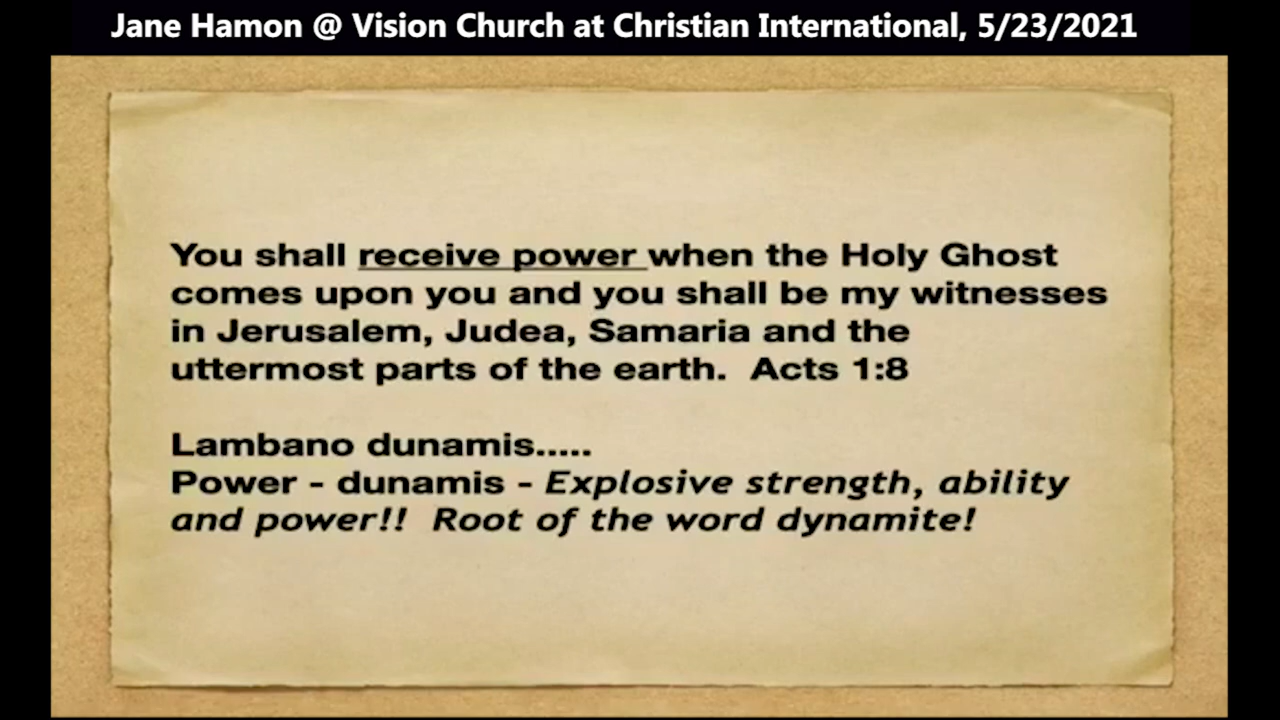 Jane Hamon @ Vision Church at Christian International, 5/23/2021
You shall receive power when the Holy Ghost
comes upon you and you shall be my witnesses
in Jerusalem, Judea, Samaria and the
uttermost parts of the earth.  Acts 1:8
Lambano dunamis.....
Power - dunamis - Explosive strength, ability
and power!!  Root of the word dynamite!